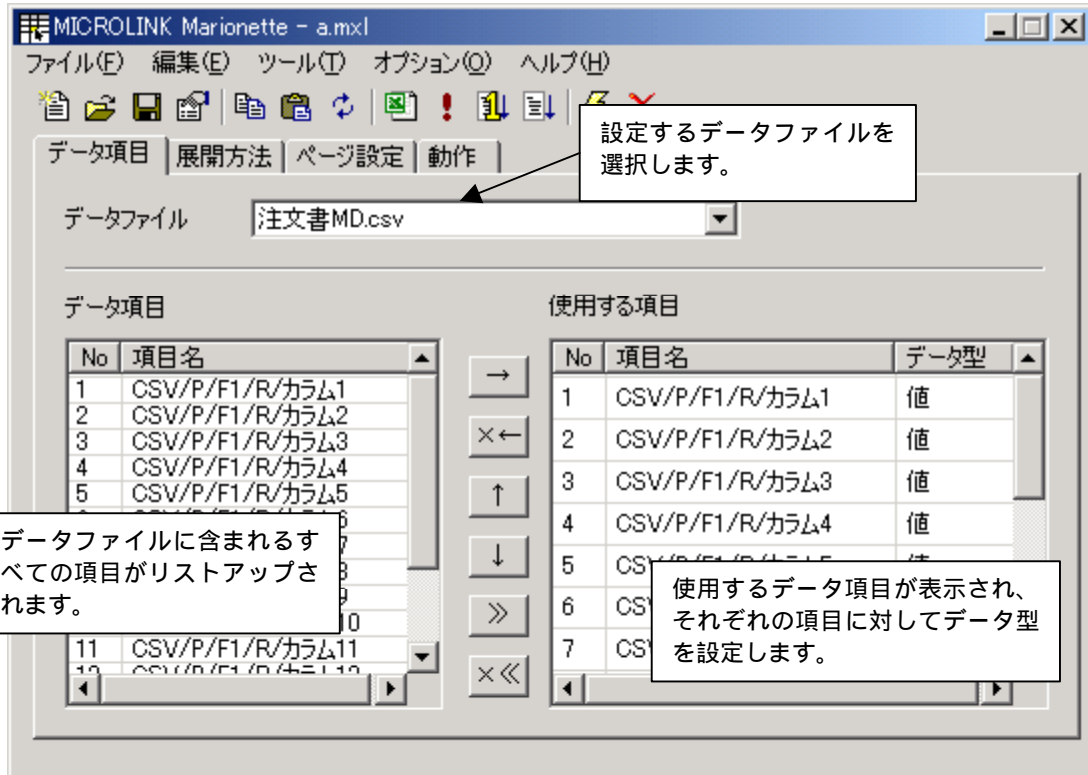 MICROLINK Marionette - a.mxl
ファイル(F) 編集(E) ツール(T) オプション(O) ヘルプ(H)
設定するデータファイルを
選択します。
データ項目 展開方法 ページ設定 動作
データファイル 注文書MD.csv
データ項目
No 項目名
1 CSV/P/F1/R/カラム1
2 CSV/P/F1/R/カラム2
3 CSV/P/F1/R/カラム3
4 CSV/P/F1/R/カラム4
5 CSV/P/F1/R/カラム5
データファイルに含まれるす
べての項目がリストアップさ
れます。
11 CSV/P/F1/R/カラム11
→
×←
↑
↓
≫
×≪
使用する項目
No 項目名 データ型
1 CSV/P/F1/R/カラム1 値
2 CSV/P/F1/R/カラム2 値
3 CSV/P/F1/R/カラム3 値
4 CSV/P/F1/R/カラム4 値
5
6
7
使用するデータ項目が表示され、
それぞれの項目に対してデータ型
を設定します。